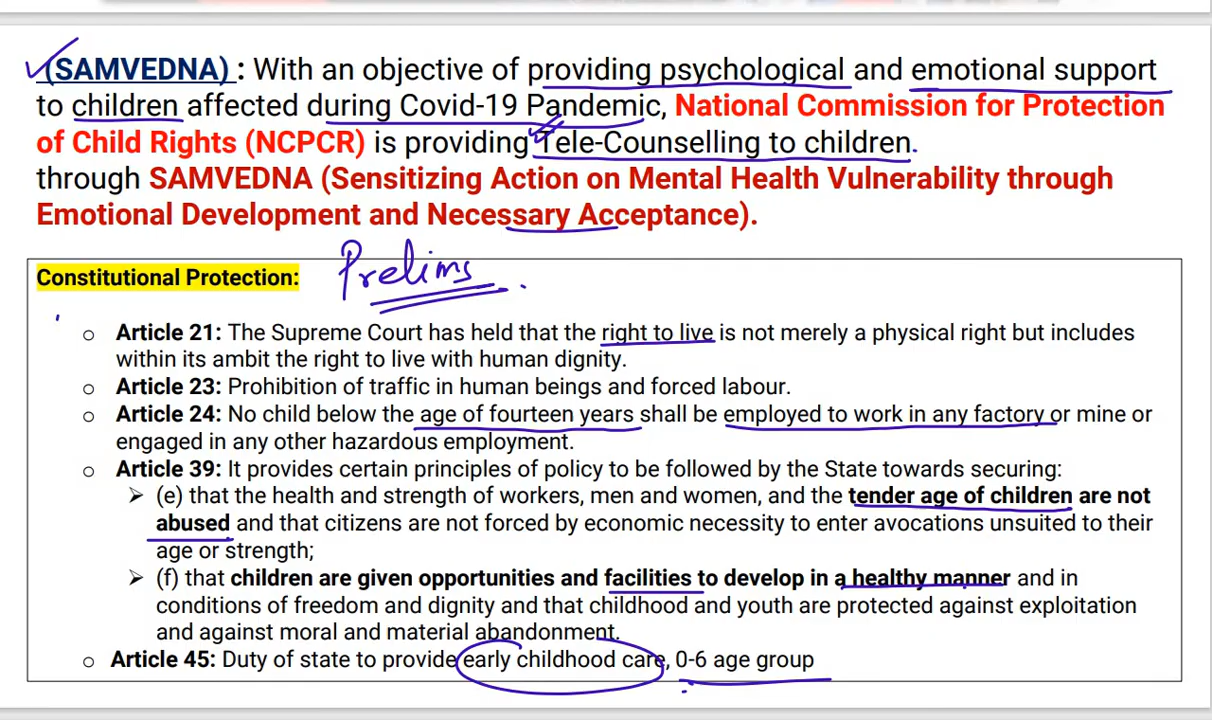 (SAMVEDNA) : With an objective of providing psychological and emotional support
to children affected during Covid-19 Pandemic, National Commission for Protection
of Child Rights (NCPCR) is providing Tele-Counselling to children.
through SAMVEDNA (Sensitizing Action on Mental Health Vulnerability through
Emotional Development and Necessary Acceptance).
Constitutional Protection: Prelims
o Article 21: The Supreme Court has held that the right to live is not merely a physical right but includes
within its ambit the right to live with human dignity.
o Article 23: Prohibition of traffic in human beings and forced labour.
o Article 24: No child below the age of fourteen years shall be employed to work in any factory or mine or
engaged in any other hazardous employment.
o Article 39: It provides certain principles of policy to be followed by the State towards securing:
➢ (e) that the health and strength of workers, men and women, and the tender age of children are not
abused and that citizens are not forced by economic necessity to enter avocations unsuited to their
age or strength;
➢ (f) that children are given opportunities and facilities to develop in a healthy manner and in
conditions of freedom and dignity and that childhood and youth are protected against exploitation
and against moral and material abandonment.
o Article 45: Duty of state to provide early childhood care, 0-6 age group